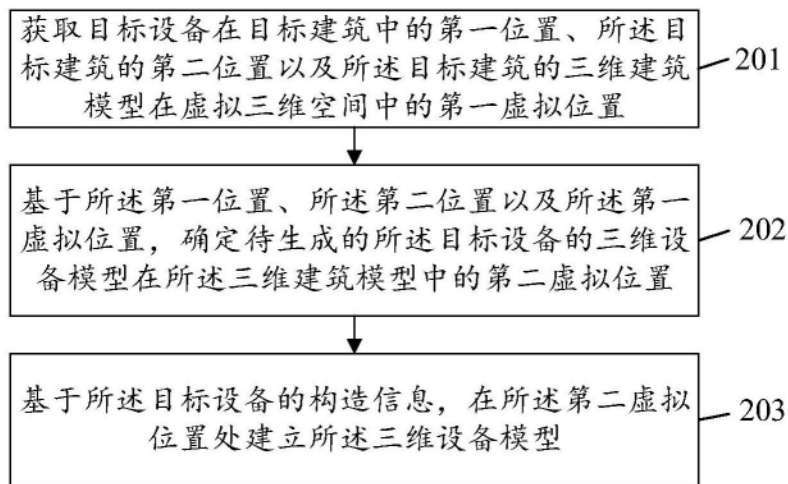 获取目标设备在目标建筑中的第一位置、所述目
标建筑的第二位置以及所述目标建筑的三维建筑
模型在虚拟三维空间中的第一虚拟位置
201
基于所述第一位置、所述第二位置以及所述第一
虚拟位置，确定待生成的所述目标设备的三维设
备模型在所述三维建筑模型中的第二虚拟位置
202
基于所述目标设备的构造信息，在所述第二虚拟
位置处建立所述三维设备模型
203